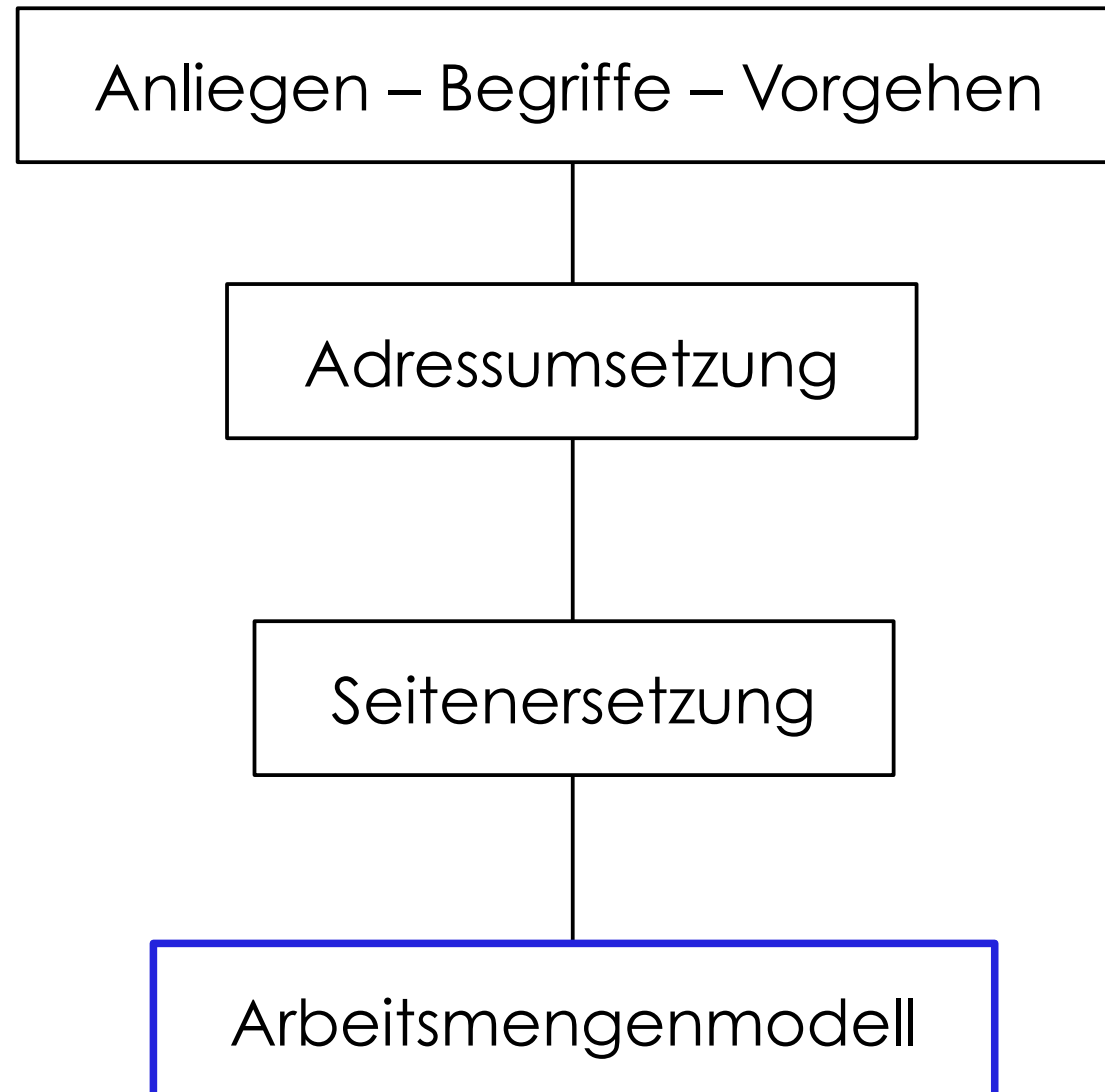 Anliegen – Begriffe – Vorgehen
Adressumsetzung
Seitenersetzung
Arbeitsmengenmodell